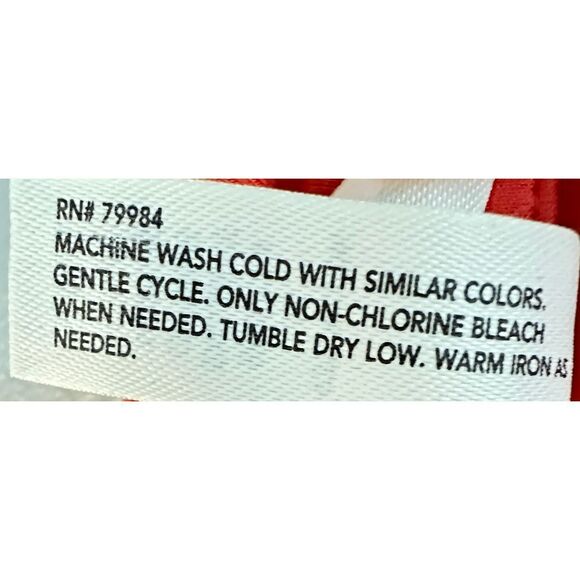 RN# 79984
MACHINE WASH COLD WITH SIMILAR COLORS.
GENTLE CYCLE. ONLY NON-CHLORINE BLEACH
WHEN NEEDED. TUMBLE DRY LOW. WARM IRON AS
NEEDED.